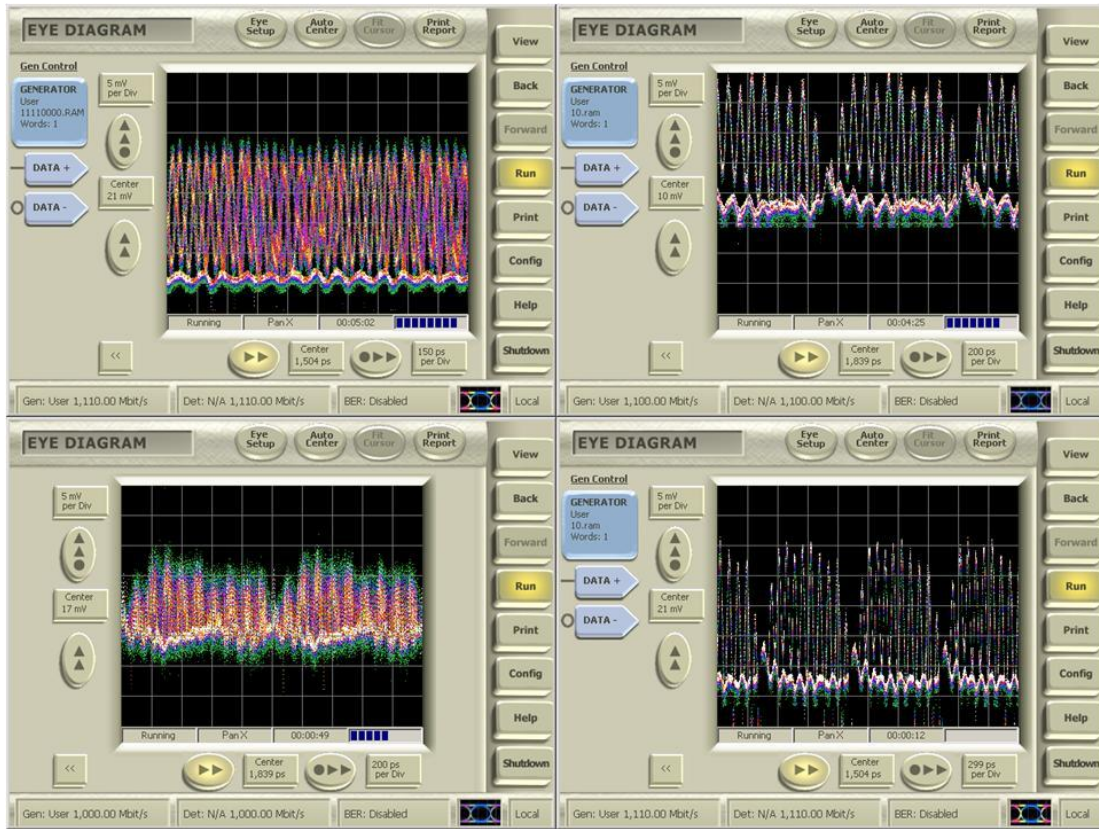 EYE DIAGRAM
Eye Setup
Auto Center
Fit Cursor
Print Report
View
Gen Control
GENERATOR
User
11110000.RAM
Words: 1
5 mV per Div
Back
Forward
DATA +
Run
Center 21 mV
DATA -
Print
Config
Help
Running
Pan X
00:05:02
<<
Center 1,504 ps
150 ps per Div
Shutdown
Gen: User 1,110.00 Mbit/s
Det: N/A 1,110.00 Mbit/s
BER: Disabled
Local
EYE DIAGRAM
Eye Setup
Auto Center
Fit Cursor
Print Report
View
Gen Control
GENERATOR
User
10.ram
Words: 1
5 mV per Div
Back
Forward
DATA +
Run
Center 10 mV
DATA -
Print
Config
Help
Running
Pan X
00:04:25
<<
Center 1,839 ps
200 ps per Div
Shutdown
Gen: User 1,100.00 Mbit/s
Det: N/A 1,100.00 Mbit/s
BER: Disabled
Local
EYE DIAGRAM
Eye Setup
Auto Center
Fit Cursor
Print Report
View
5 mV per Div
Back
Forward
Run
Center 17 mV
Print
Config
Help
Running
Pan X
00:00:49
<<
Center 1,839 ps
200 ps per Div
Shutdown
Gen: User 1,000.00 Mbit/s
Det: N/A 1,000.00 Mbit/s
BER: Disabled
Local
EYE DIAGRAM
Eye Setup
Auto Center
Fit Cursor
Print Report
View
Gen Control
GENERATOR
User
10.ram
Words: 1
5 mV per Div
Back
Forward
DATA +
Run
Center 21 mV
DATA -
Print
Config
Help
Running
Pan X
00:00:12
<<
Center 1,504 ps
299 ps per Div
Shutdown
Gen: User 1,110.00 Mbit/s
Det: N/A 1,110.00 Mbit/s
BER: Disabled
Local